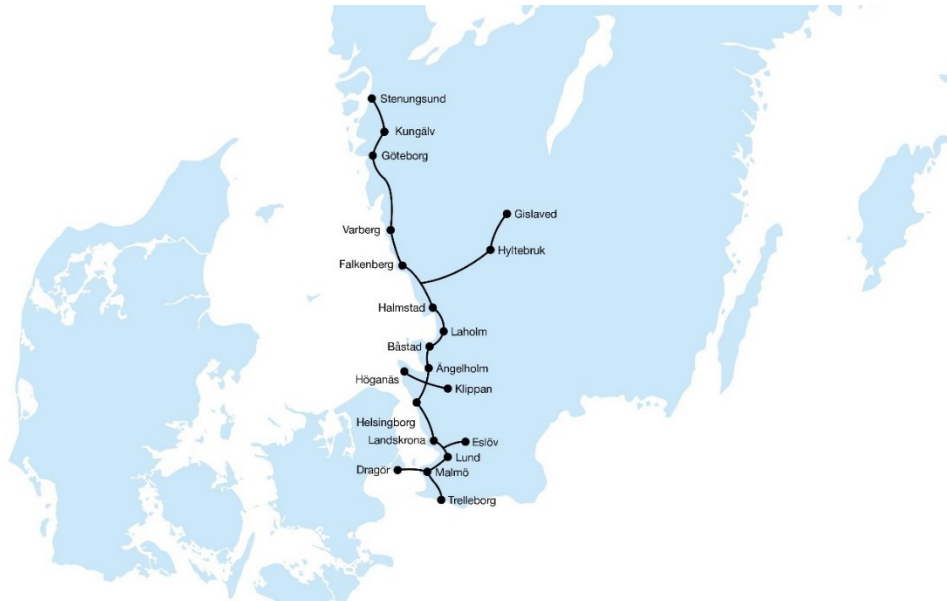 Stenungsund
Kungälv
Göteborg
Gislaved
Varberg
Hyltebruk
Falkenberg
Halmstad
Laholm
Båstad
Ängelholm
Höganäs
Klippan
Helsingborg
Landskrona
Eslöv
Lund
Dragör
Malmö
Trelleborg